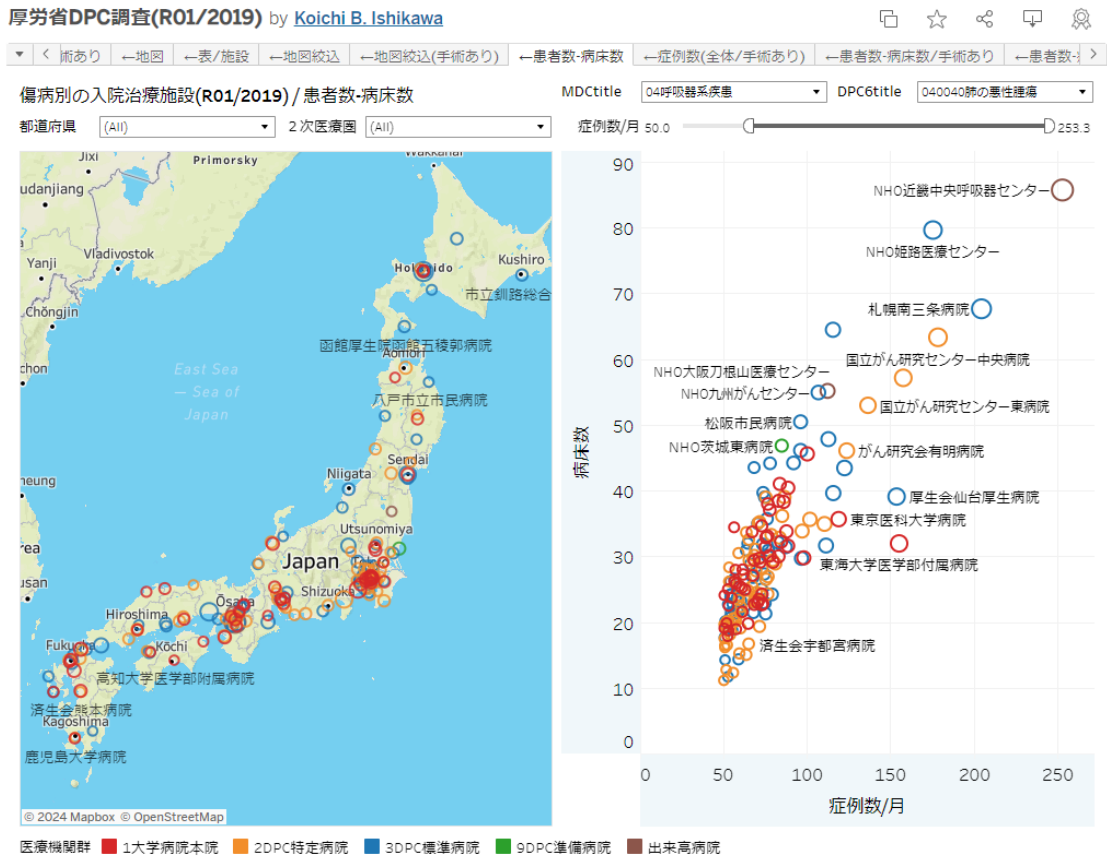 厚労省DPC調査(R01/2019) by Koichi B. Ishikawa
術あり) ←地図 ←表/施設 ←地図絞込 ←地図絞込(手術あり) ←患者数-病床数 ←症例数(全体/手術あり) ←患者数-病床数/手術あり ←患者数-
傷病別の入院治療施設(R01/2019) / 患者数-病床数
MDCtitle 04呼吸器系疾患 DPC6title 040040肺の悪性腫瘍
都道府県 (All) 2次医療圏 (All)
症例数/月 50.0 253.3
Jixi
Primorsky
Wakkanai
udanjiang
Yanji
Vladivostok
Hokkaido
Kushiro
市立釧路総合
Chŏngjin
函館厚生院函館五稜郭病院
Aomori
chon
East Sea
— Sea of
Japan
八戸市立市民病院
Sendai
Niigata
heung
Utsunomiya
rea
Japan
usan
Shizuoka
Ōsaka
Hiroshima
Fukuoka
Kōchi
高知大学医学部附属病院
済生会熊本病院
Kagoshima
鹿児島大学病院
© 2024 Mapbox © OpenStreetMap
病床数
90
80
70
60
50
40
30
20
10
0
NHO近畿中央呼吸器センター
NHO姫路医療センター
札幌南三条病院
国立がん研究センター中央病院
NHO大阪刀根山医療センター
NHO九州がんセンター
国立がん研究センター東病院
松阪市民病院
NHO茨城東病院
がん研究会有明病院
厚生会仙台厚生病院
東京医科大学病院
東海大学医学部付属病院
済生会宇都宮病院
0 50 100 150 200 250
症例数/月
医療機関群 1大学病院本院 2DPC特定病院 3DPC標準病院 9DPC準備病院 出来高病院